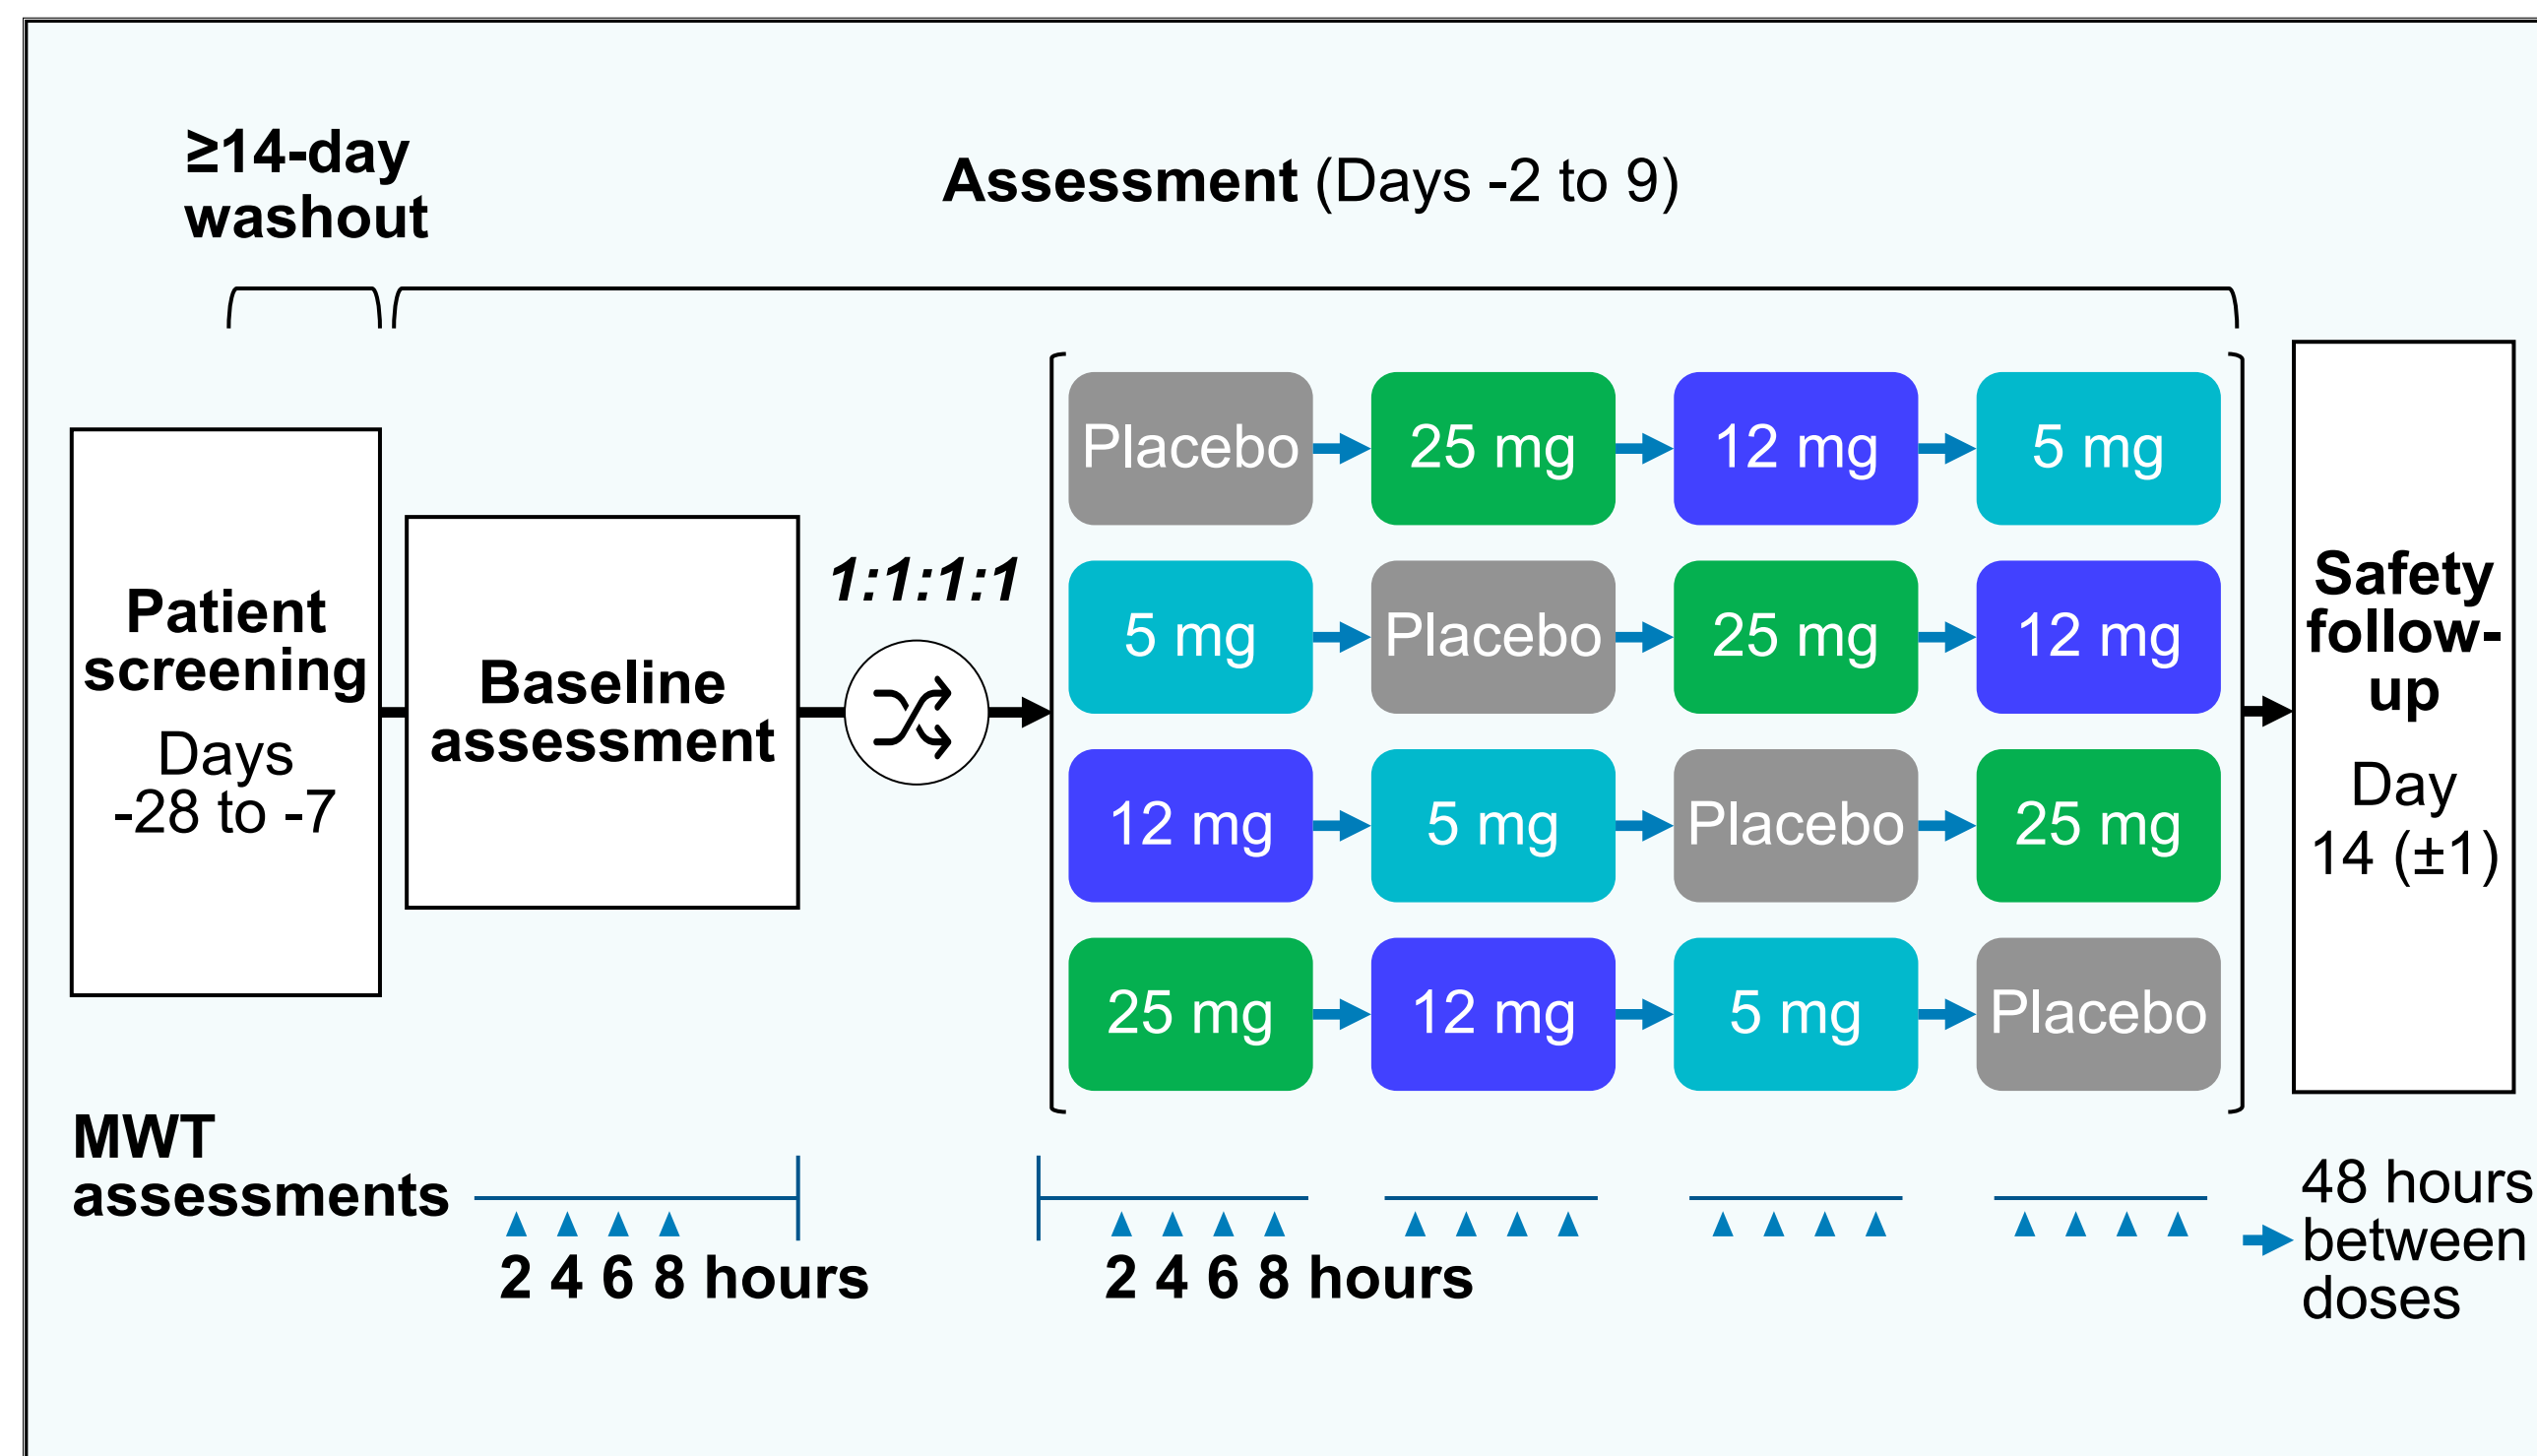 ≥14-day
washout
Assessment (Days -2 to 9)
Patient
screening
Days
-28 to -7
Baseline
assessment
1:1:1:1
Placebo
25 mg
12 mg
5 mg
5 mg
Placebo
25 mg
12 mg
12 mg
5 mg
Placebo
25 mg
25 mg
12 mg
5 mg
Placebo
Safety
follow-
up
Day
14 (±1)
MWT
assessments
2 4 6 8 hours
2 4 6 8 hours
48 hours
between
doses